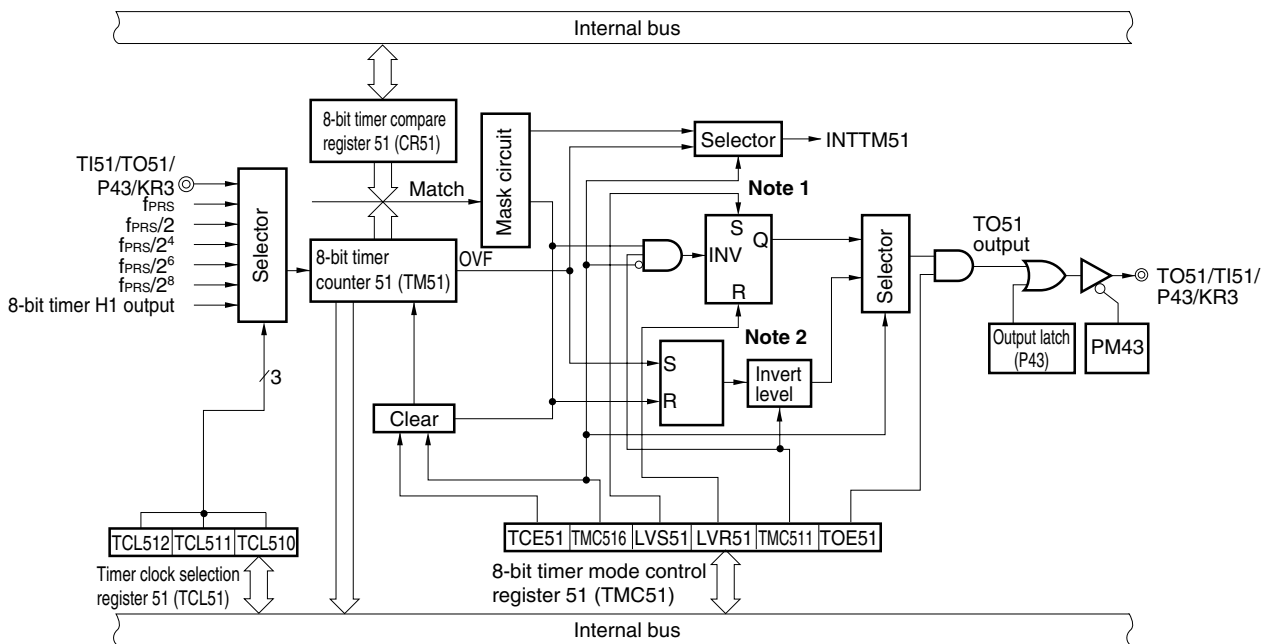 Internal bus
8-bit timer compare
register 51 (CR51)
Mask circuit
Selector
INTTM51
TI51/TO51/
P43/KR3
Match
Note 1
fPRS
fPRS/2
fPRS/2⁴
fPRS/2⁶
fPRS/2⁸
8-bit timer H1 output
Selector
8-bit timer
counter 51 (TM51)
OVF
S
INV
Q
R
Selector
TO51
output
TO51/TI51/
P43/KR3
Output latch
(P43)
PM43
Note 2
S
R
Invert
level
3
Clear
TCE51 TMC516 LVS51 LVR51 TMC511 TOE51
TCL512 TCL511 TCL510
Timer clock selection
register 51 (TCL51)
8-bit timer mode control
register 51 (TMC51)
Internal bus